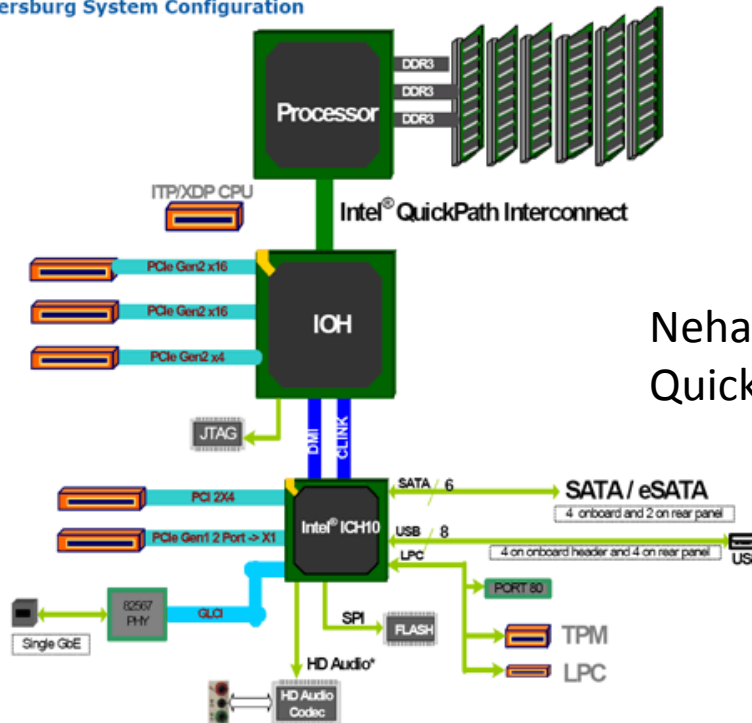 ersburg System Configuration
DDR3
DDR3
DDR3
Processor
ITP/XDP CPU
Intel® QuickPath Interconnect
PCIe Gen2 x16
PCIe Gen2 x16
PCIe Gen2 x4
IOH
Neha
Quick
JTAG
DMI
CLINK
PCI 2X4
PCIe Gen1 2 Port -> X1
Intel® ICH10
SATA / 6
SATA / eSATA
4 onboard and 2 on rear panel
USB / 8
4 on onboard header and 4 on rear panel
US
LPC
PORT 80
82567
PHY
GLCI
Single GbE
SPI
FLASH
TPM
LPC
HD Audio*
HD Audio
Codec